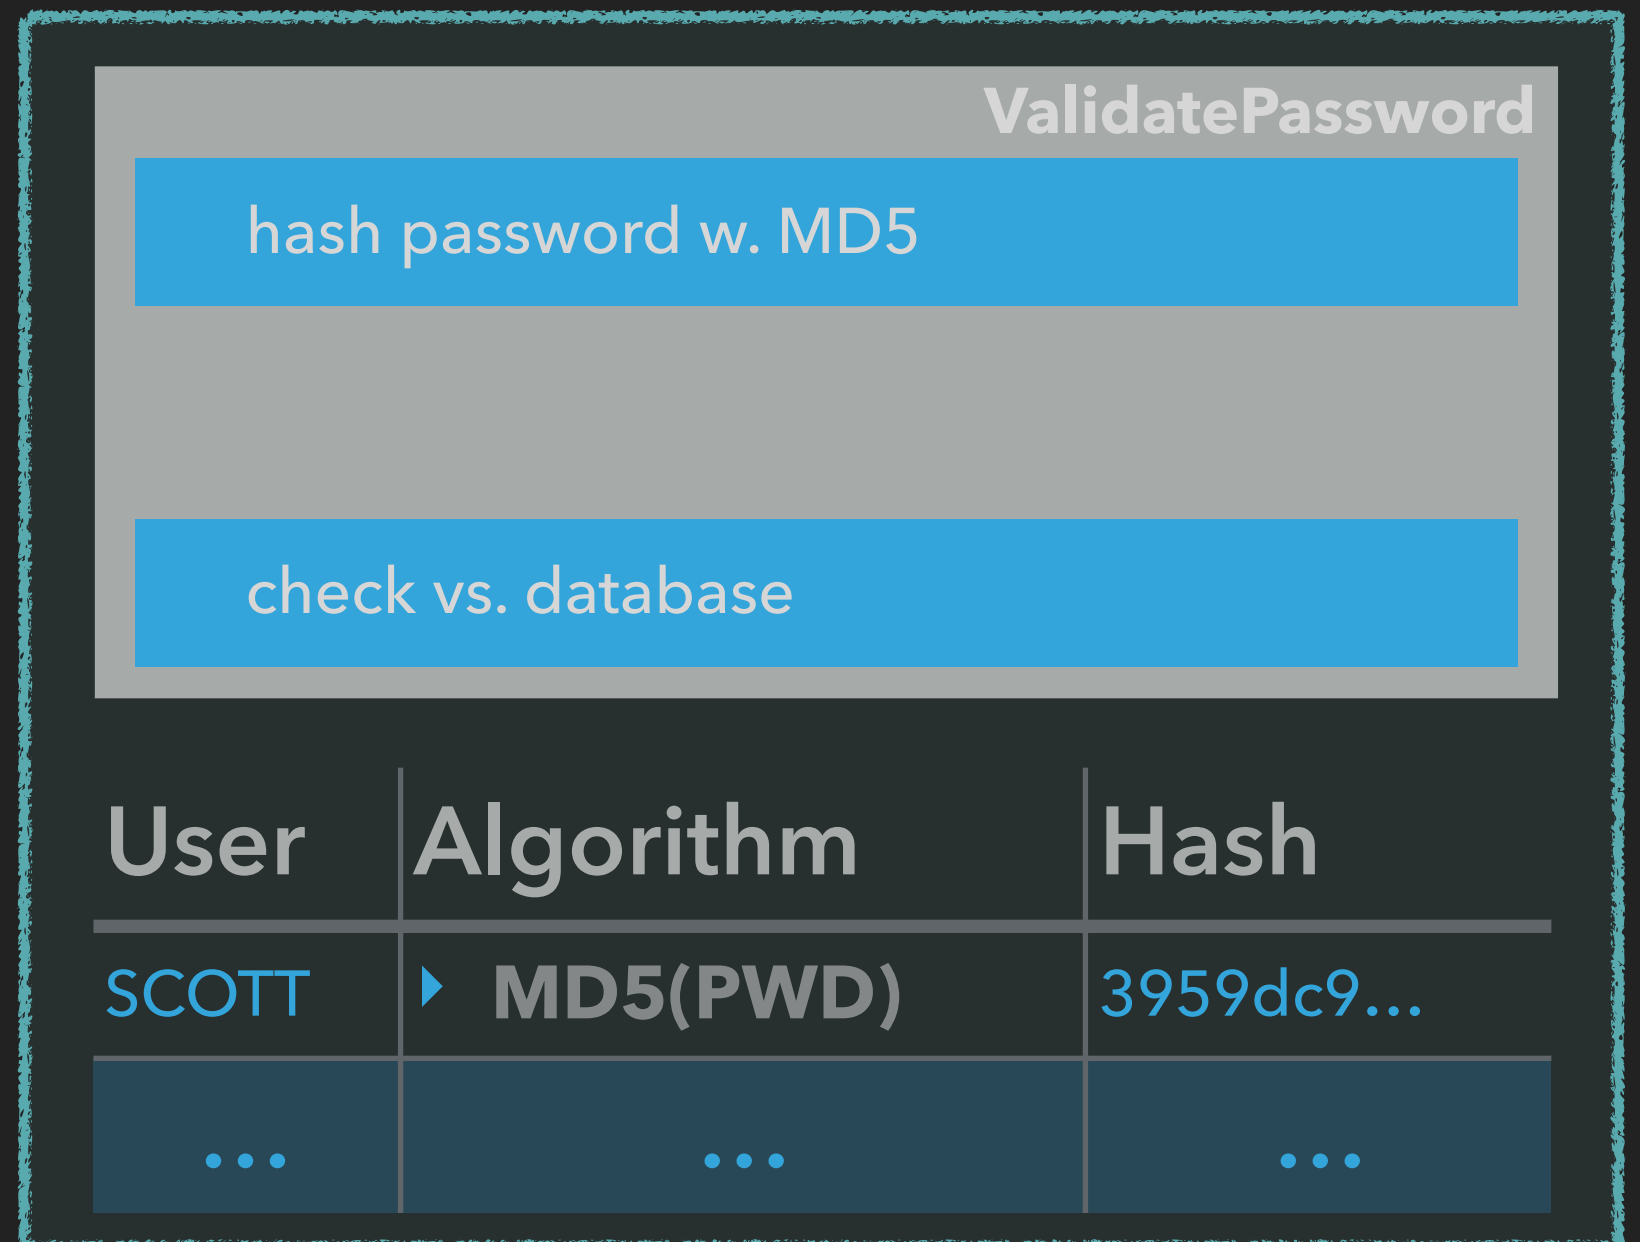 ValidatePassword
hash password w. MD5
check vs. database
User Algorithm Hash
SCOTT ‣ MD5(PWD) 3959dc9...
... ... ...